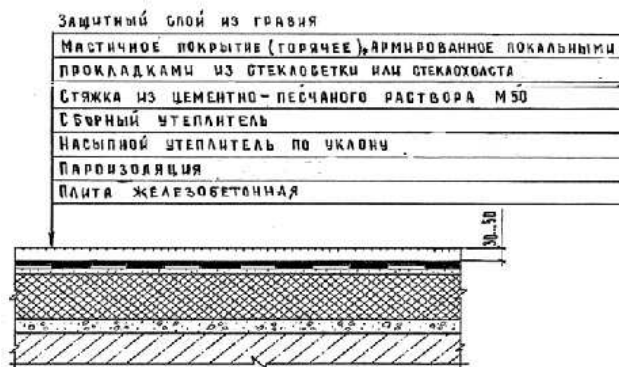 ЗАЩИТНЫЙ СЛОЙ ИЗ ГРАВИЯ
МАСТИЧНОЕ ПОКРЫТИЕ (ГОРЯЧЕЕ), АРМИРОВАННОЕ ЛОКАЛЬНЫМИ
ПРОКЛАДКАМИ ИЗ СТЕКЛОСЕТКИ ИЛИ СТЕКЛОХОЛСТА
СТЯЖКА ИЗ ЦЕМЕНТНО-ПЕСЧАНОГО РАСТВОРА М50
СБОРНЫЙ УТЕПЛИТЕЛЬ
НАСЫПНОЙ УТЕПЛИТЕЛЬ ПО УКЛОНУ
ПАРОИЗОЛЯЦИЯ
ПЛИТА ЖЕЛЕЗОБЕТОННАЯ
30...50